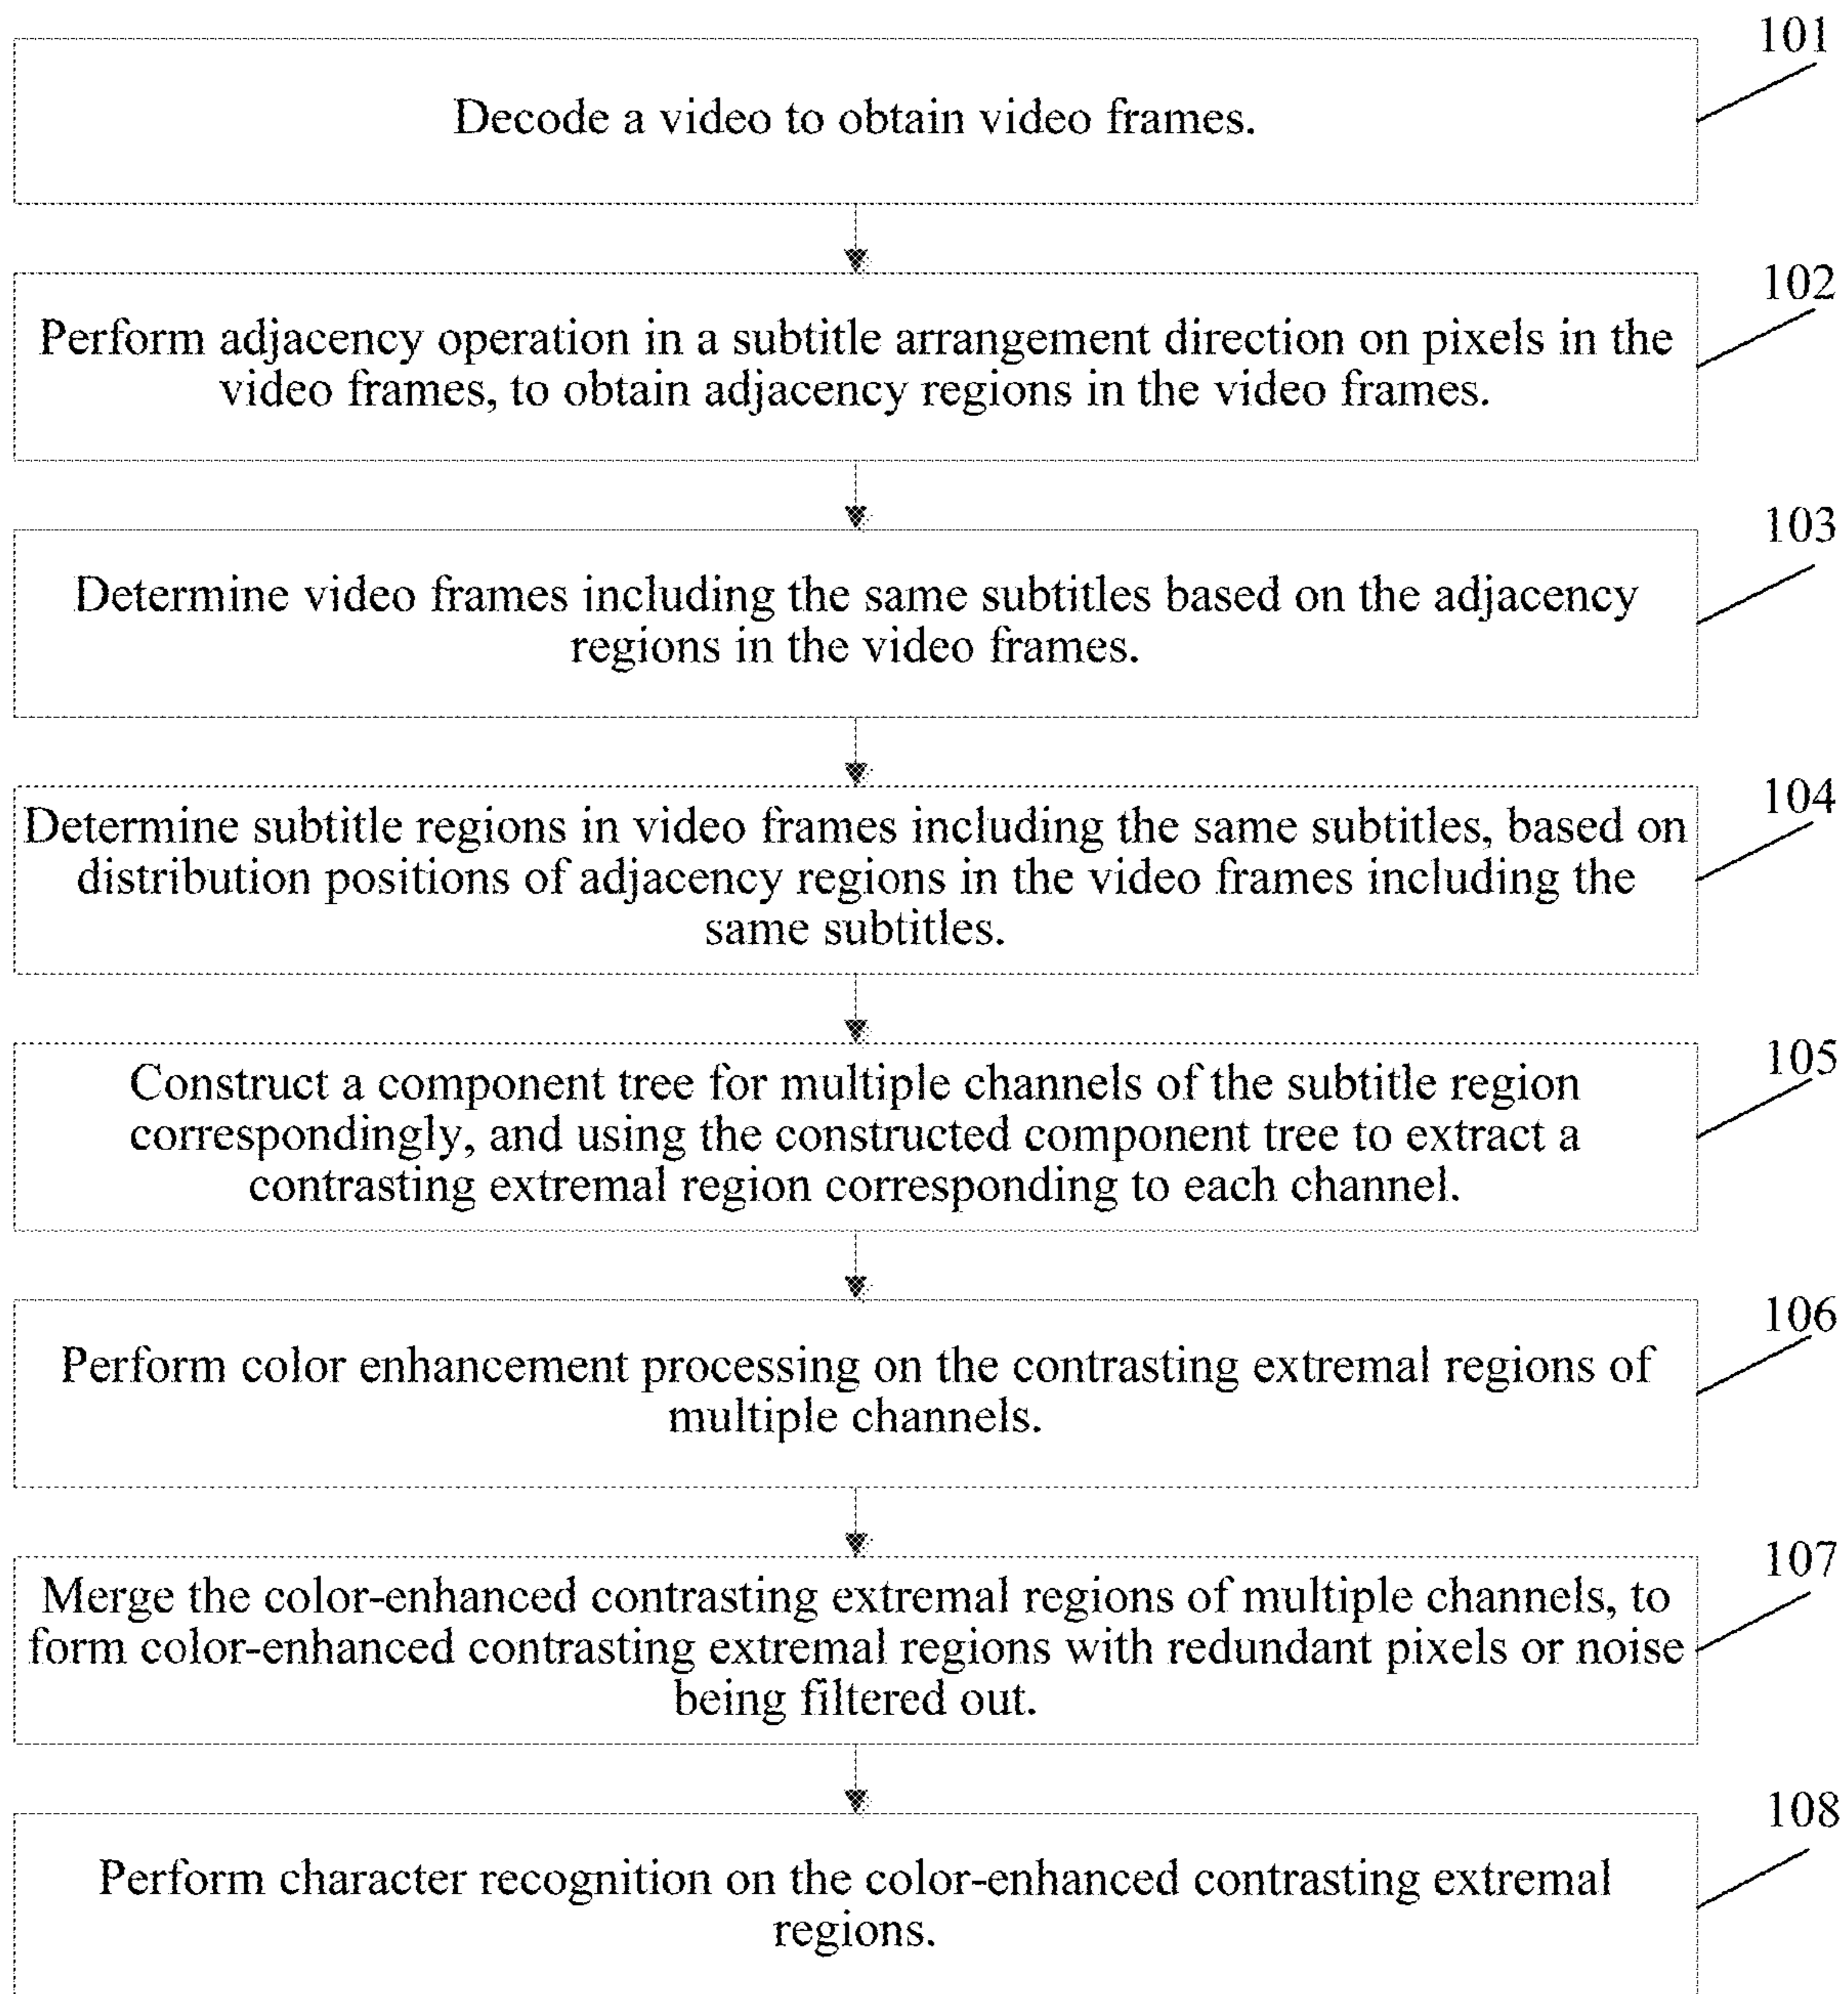 101
Decode a video to obtain video frames.
102
Perform adjacency operation in a subtitle arrangement direction on pixels in the
video frames, to obtain adjacency regions in the video frames.
103
Determine video frames including the same subtitles based on the adjacency
regions in the video frames.
104
Determine subtitle regions in video frames including the same subtitles, based on
distribution positions of adjacency regions in the video frames including the
same subtitles.
105
Construct a component tree for multiple channels of the subtitle region
correspondingly, and using the constructed component tree to extract a
contrasting extremal region corresponding to each channel.
106
Perform color enhancement processing on the contrasting extremal regions of
multiple channels.
107
Merge the color-enhanced contrasting extremal regions of multiple channels, to
form color-enhanced contrasting extremal regions with redundant pixels or noise
being filtered out.
108
Perform character recognition on the color-enhanced contrasting extremal
regions.